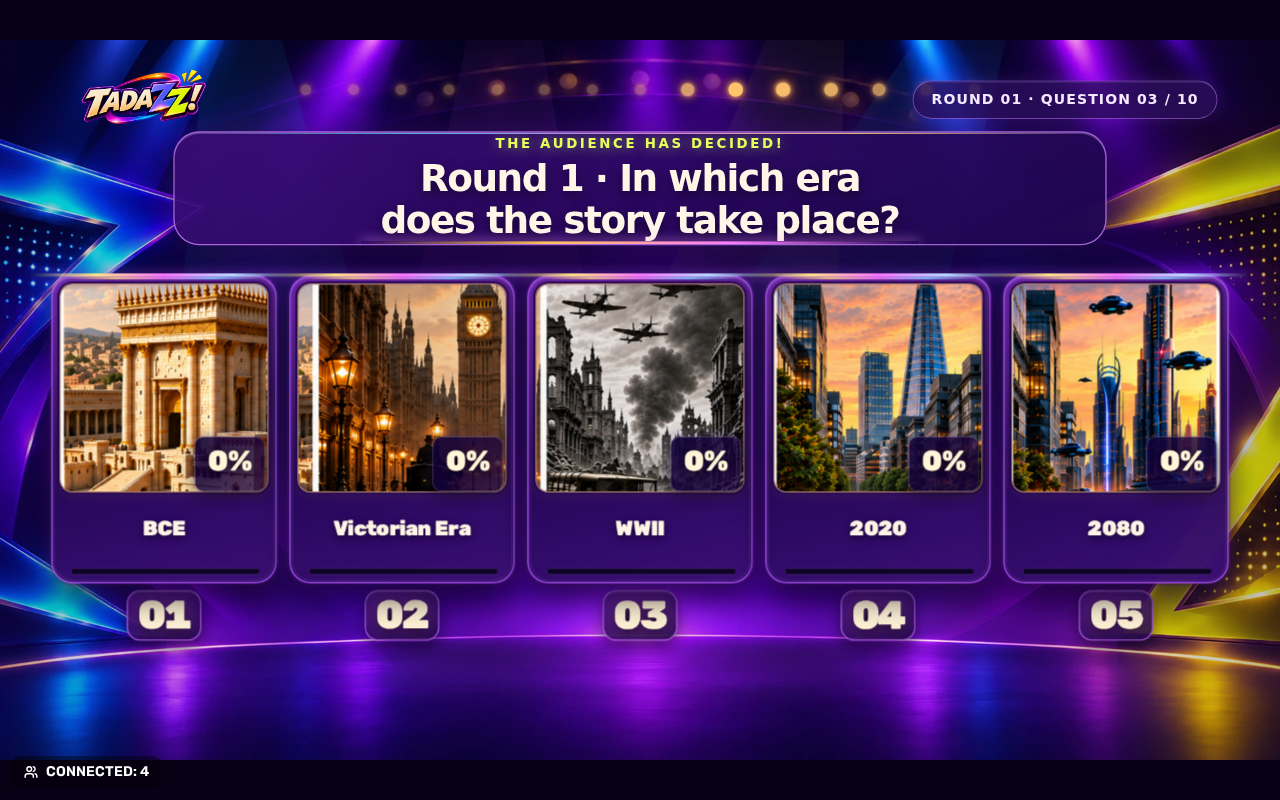 TADAZZ!
ROUND 01 · QUESTION 03 / 10
THE AUDIENCE HAS DECIDED!
Round 1 · In which era
does the story take place?
0%
0%
0%
0%
0%
BCE
Victorian Era
WWII
2020
2080
01
02
03
04
05
CONNECTED: 4